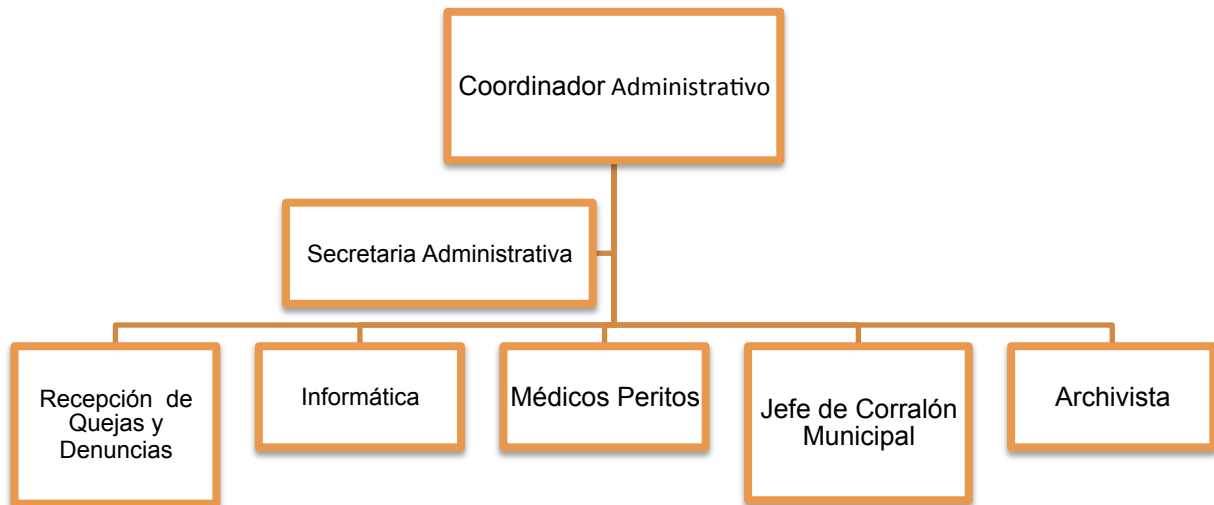 Coordinador Administrativo
Secretaria Administrativa
Recepción de
Quejas y
Denuncias
Informática
Médicos Peritos
Jefe de Corralón
Municipal
Archivista